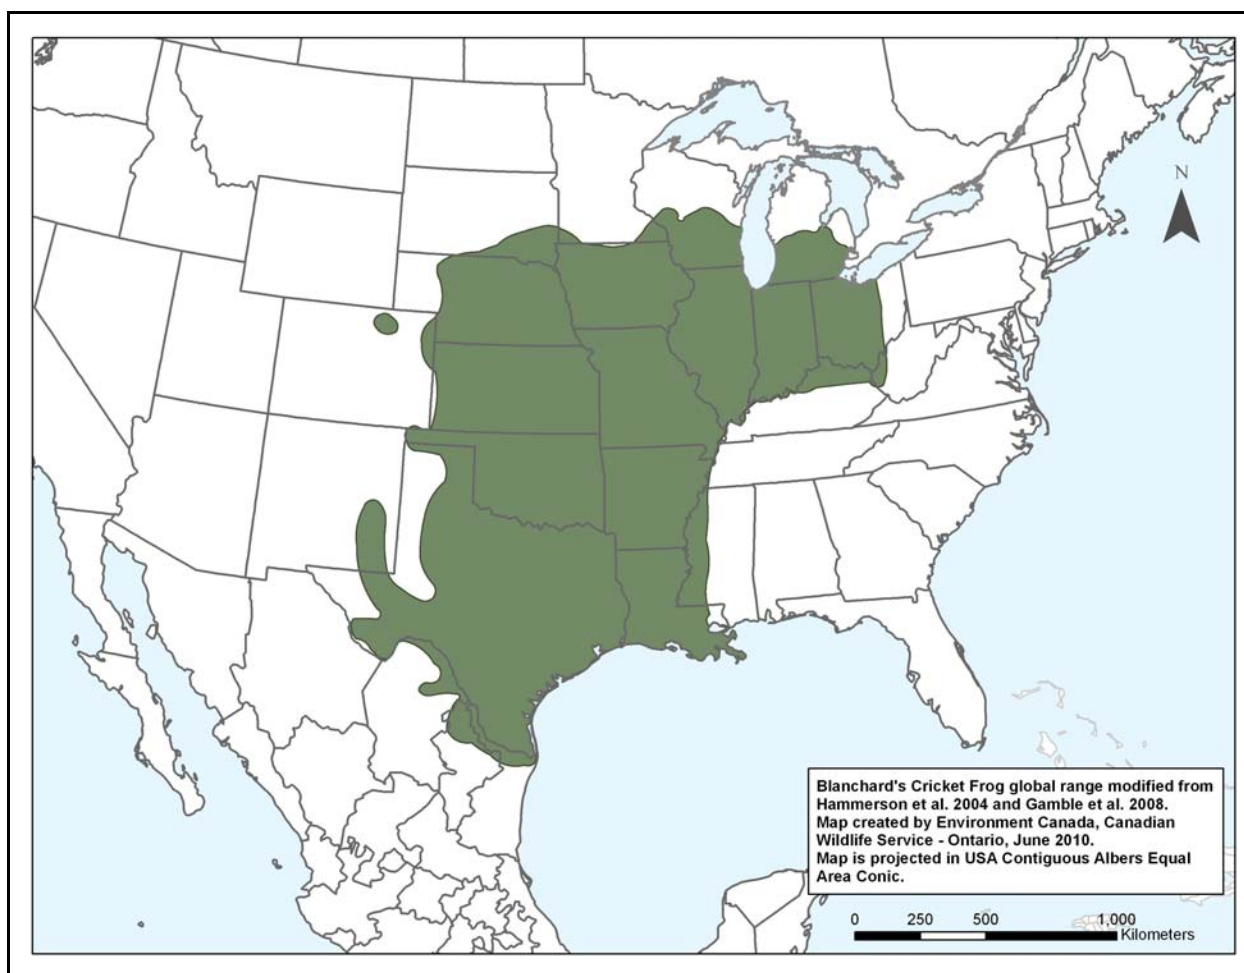 N
Blanchard's Cricket Frog global range modified from
Hammerson et al. 2004 and Gamble et al. 2008.
Map created by Environment Canada, Canadian
Wildlife Service - Ontario, June 2010.
Map is projected in USA Contiguous Albers Equal
Area Conic.
0 250 500 1,000
Kilometers